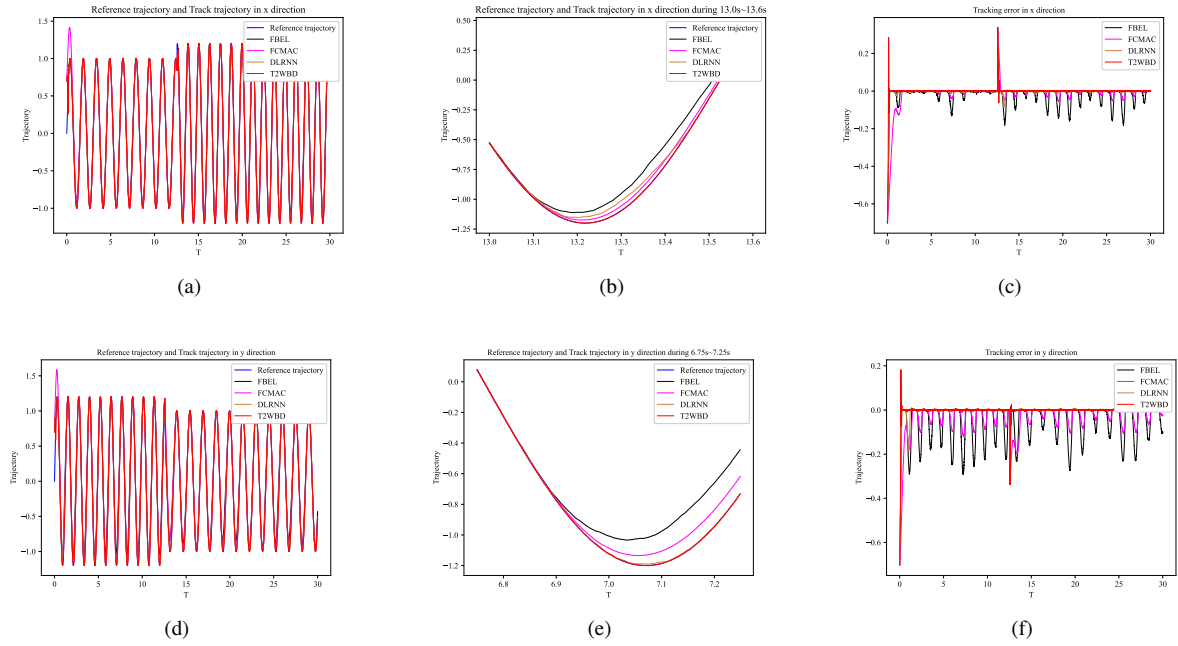 Reference trajectory and Track trajectory in x direction
1.5
1.0
0.5
0.0
−0.5
−1.0
Trajectory
0
5
10
15
20
25
30
T
Reference trajectory
FBEL
FCMAC
DLRNN
T2WBD
(a)
Reference trajectory and Track trajectory in x direction during 13.0s~13.6s
0.50
0.25
0.00
−0.25
−0.50
−0.75
−1.00
−1.25
Trajectory
13.0
13.1
13.2
13.3
13.4
13.5
13.6
T
Reference trajectory
FBEL
FCMAC
DLRNN
T2WBD
(b)
Tracking error in x direction
0.2
0.0
−0.2
−0.4
−0.6
Trajectory
0
5
10
15
20
25
30
T
FBEL
FCMAC
DLRNN
T2WBD
(c)
Reference trajectory and Track trajectory in y direction
1.5
1.0
0.5
0.0
−0.5
−1.0
Trajectory
0
5
10
15
20
25
30
T
Reference trajectory
FBEL
FCMAC
DLRNN
T2WBD
(d)
Reference trajectory and Track trajectory in y direction during 6.75s~7.25s
0.0
−0.2
−0.4
−0.6
−0.8
−1.0
−1.2
Trajectory
6.8
6.9
7.0
7.1
7.2
T
Reference trajectory
FBEL
FCMAC
DLRNN
T2WBD
(e)
Tracking error in y direction
0.2
0.0
−0.2
−0.4
−0.6
Trajectory
0
5
10
15
20
25
30
T
FBEL
FCMAC
DLRNN
T2WBD
(f)